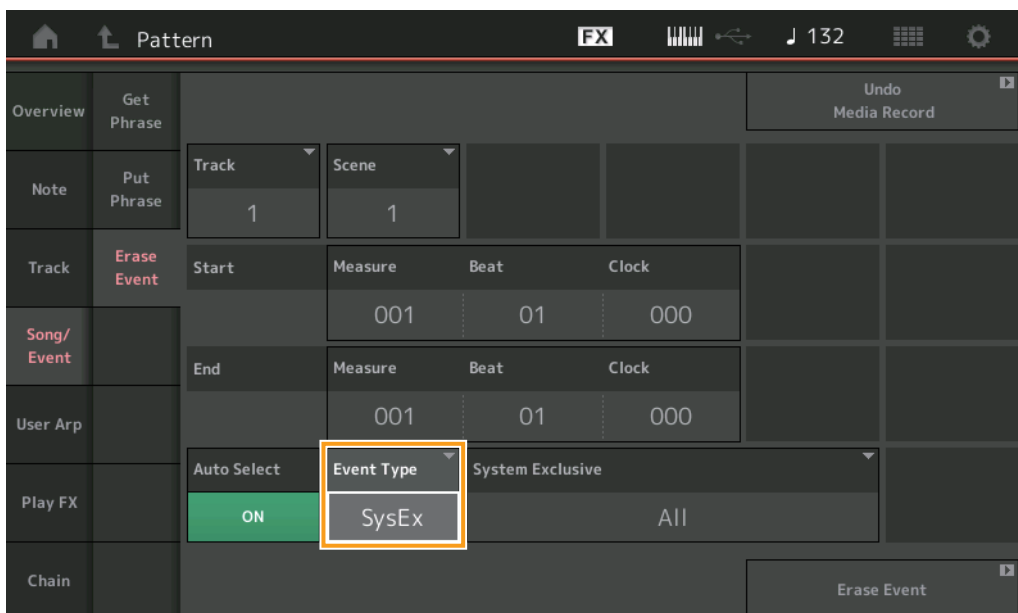 Pattern
FX
♩ 132
Undo
Media Record
Overview
Get
Phrase
Note
Put
Phrase
Track
Scene
1
1
Track
Erase
Event
Start
Measure
Beat
Clock
001
01
000
Song/
Event
End
Measure
Beat
Clock
001
01
000
User Arp
Auto Select
Event Type
System Exclusive
ON
SysEx
All
Play FX
Chain
Erase Event